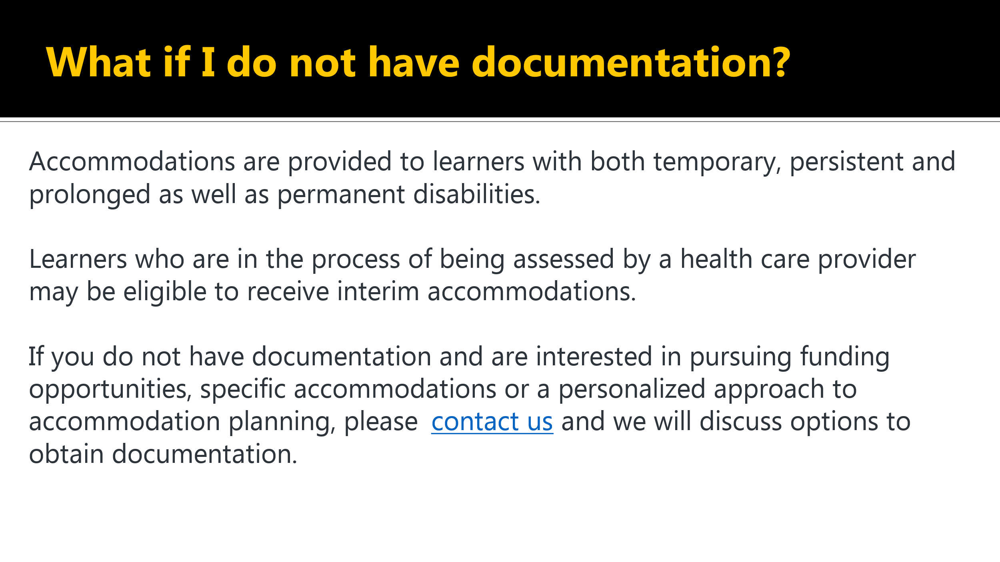 What if I do not have documentation?
Accommodations are provided to learners with both temporary, persistent and
prolonged as well as permanent disabilities.
Learners who are in the process of being assessed by a health care provider
may be eligible to receive interim accommodations.
If you do not have documentation and are interested in pursuing funding
opportunities, specific accommodations or a personalized approach to
accommodation planning, please contact us and we will discuss options to
obtain documentation.